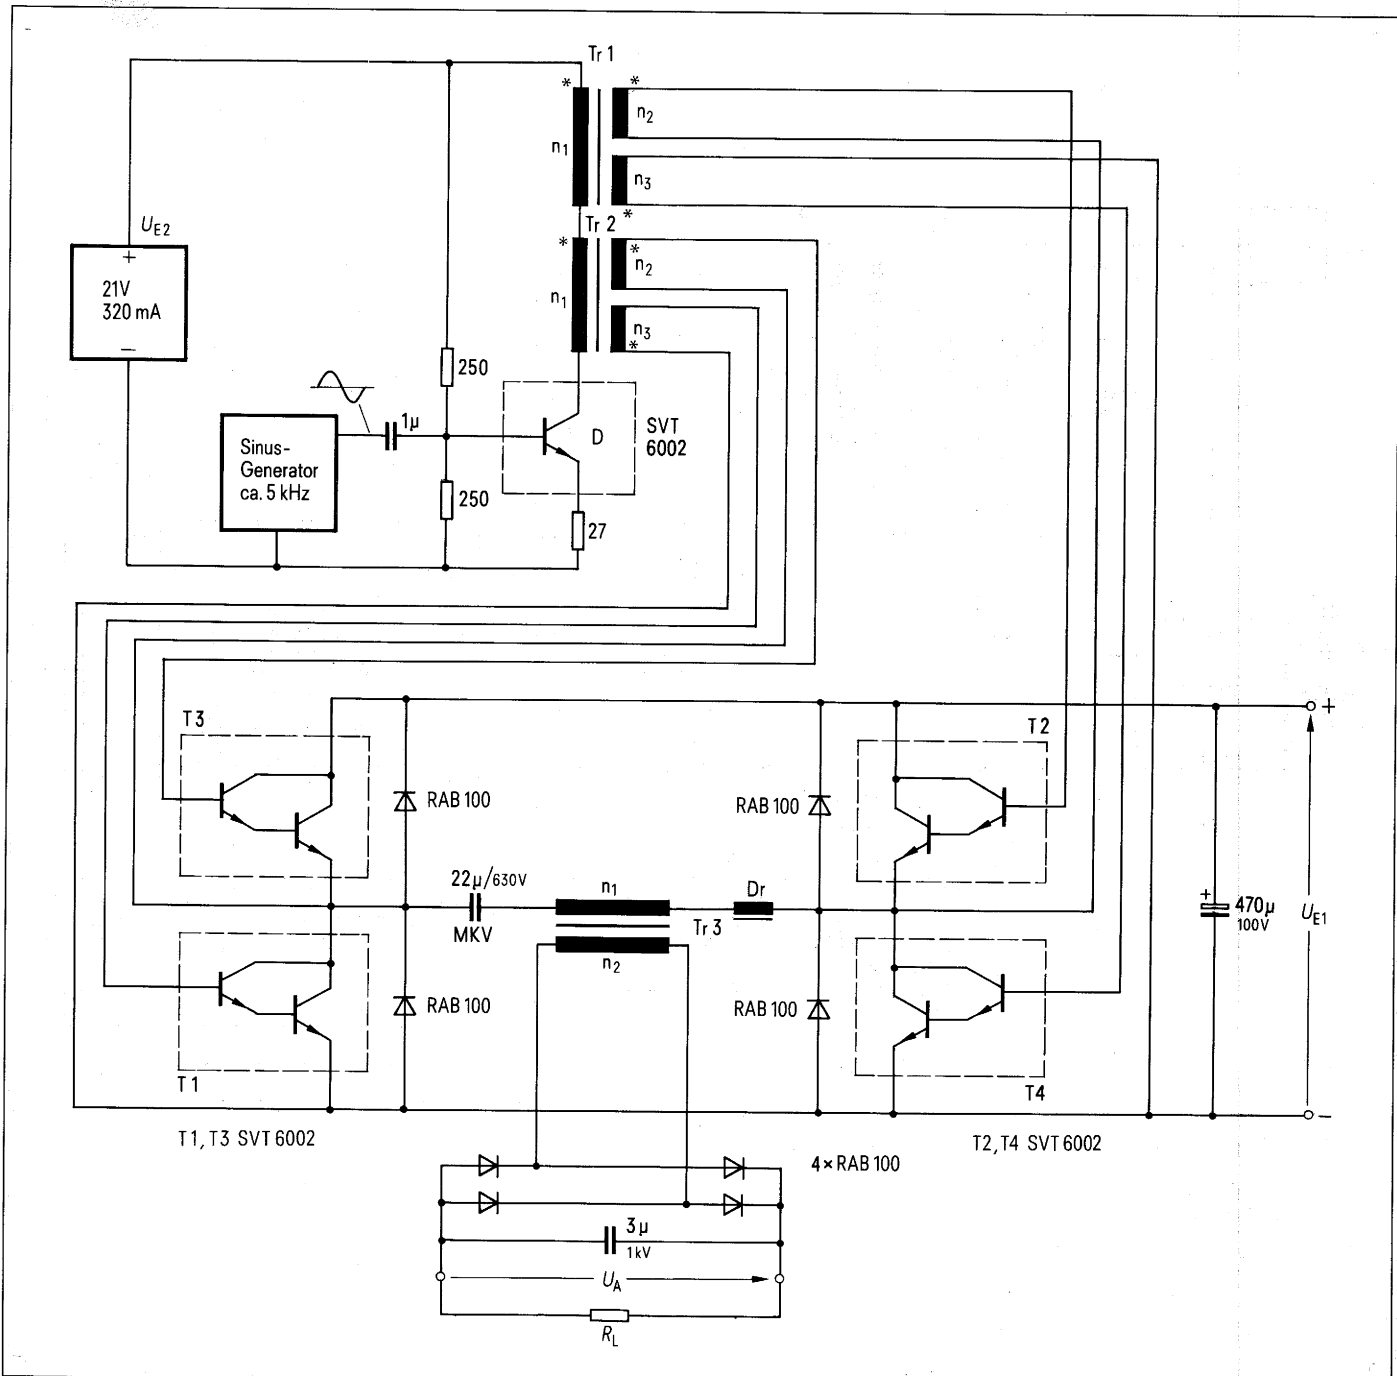 Tr 1
* *
n2
n1
n3
*
UE2
Tr 2
* *
n2
n1
n3
*
+
21V
320 mA
−
250
1µ
D
SVT
6002
Sinus-
Generator
ca. 5 kHz
250
27
T3
T2
+
RAB 100
RAB 100
22µ/630V
MKV
n1
Tr 3
n2
Dr
+
470µ
100V
UE1
RAB 100
RAB 100
T1
T4
−
T1, T3 SVT 6002
T2, T4 SVT 6002
4×RAB 100
3µ
1kV
UA
RL